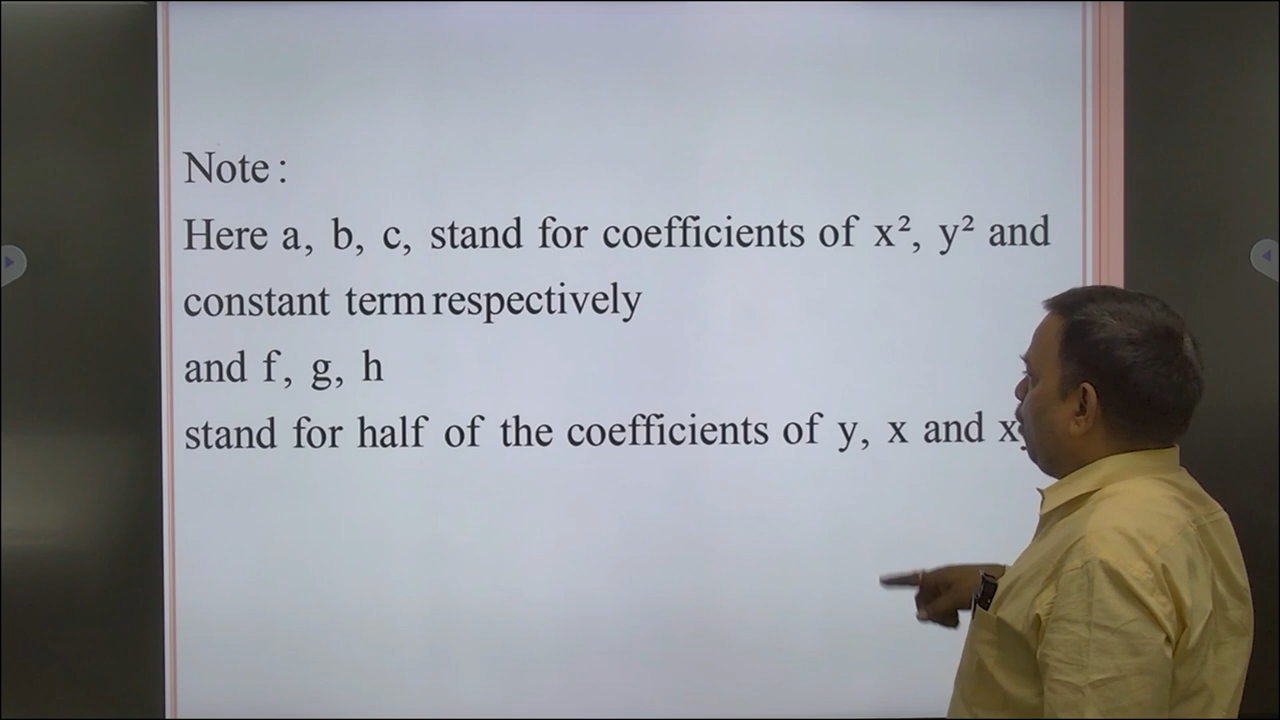 Note :
Here a, b, c, stand for coefficients of x², y² and
constant term respectively
and f, g, h
stand for half of the coefficients of y, x and